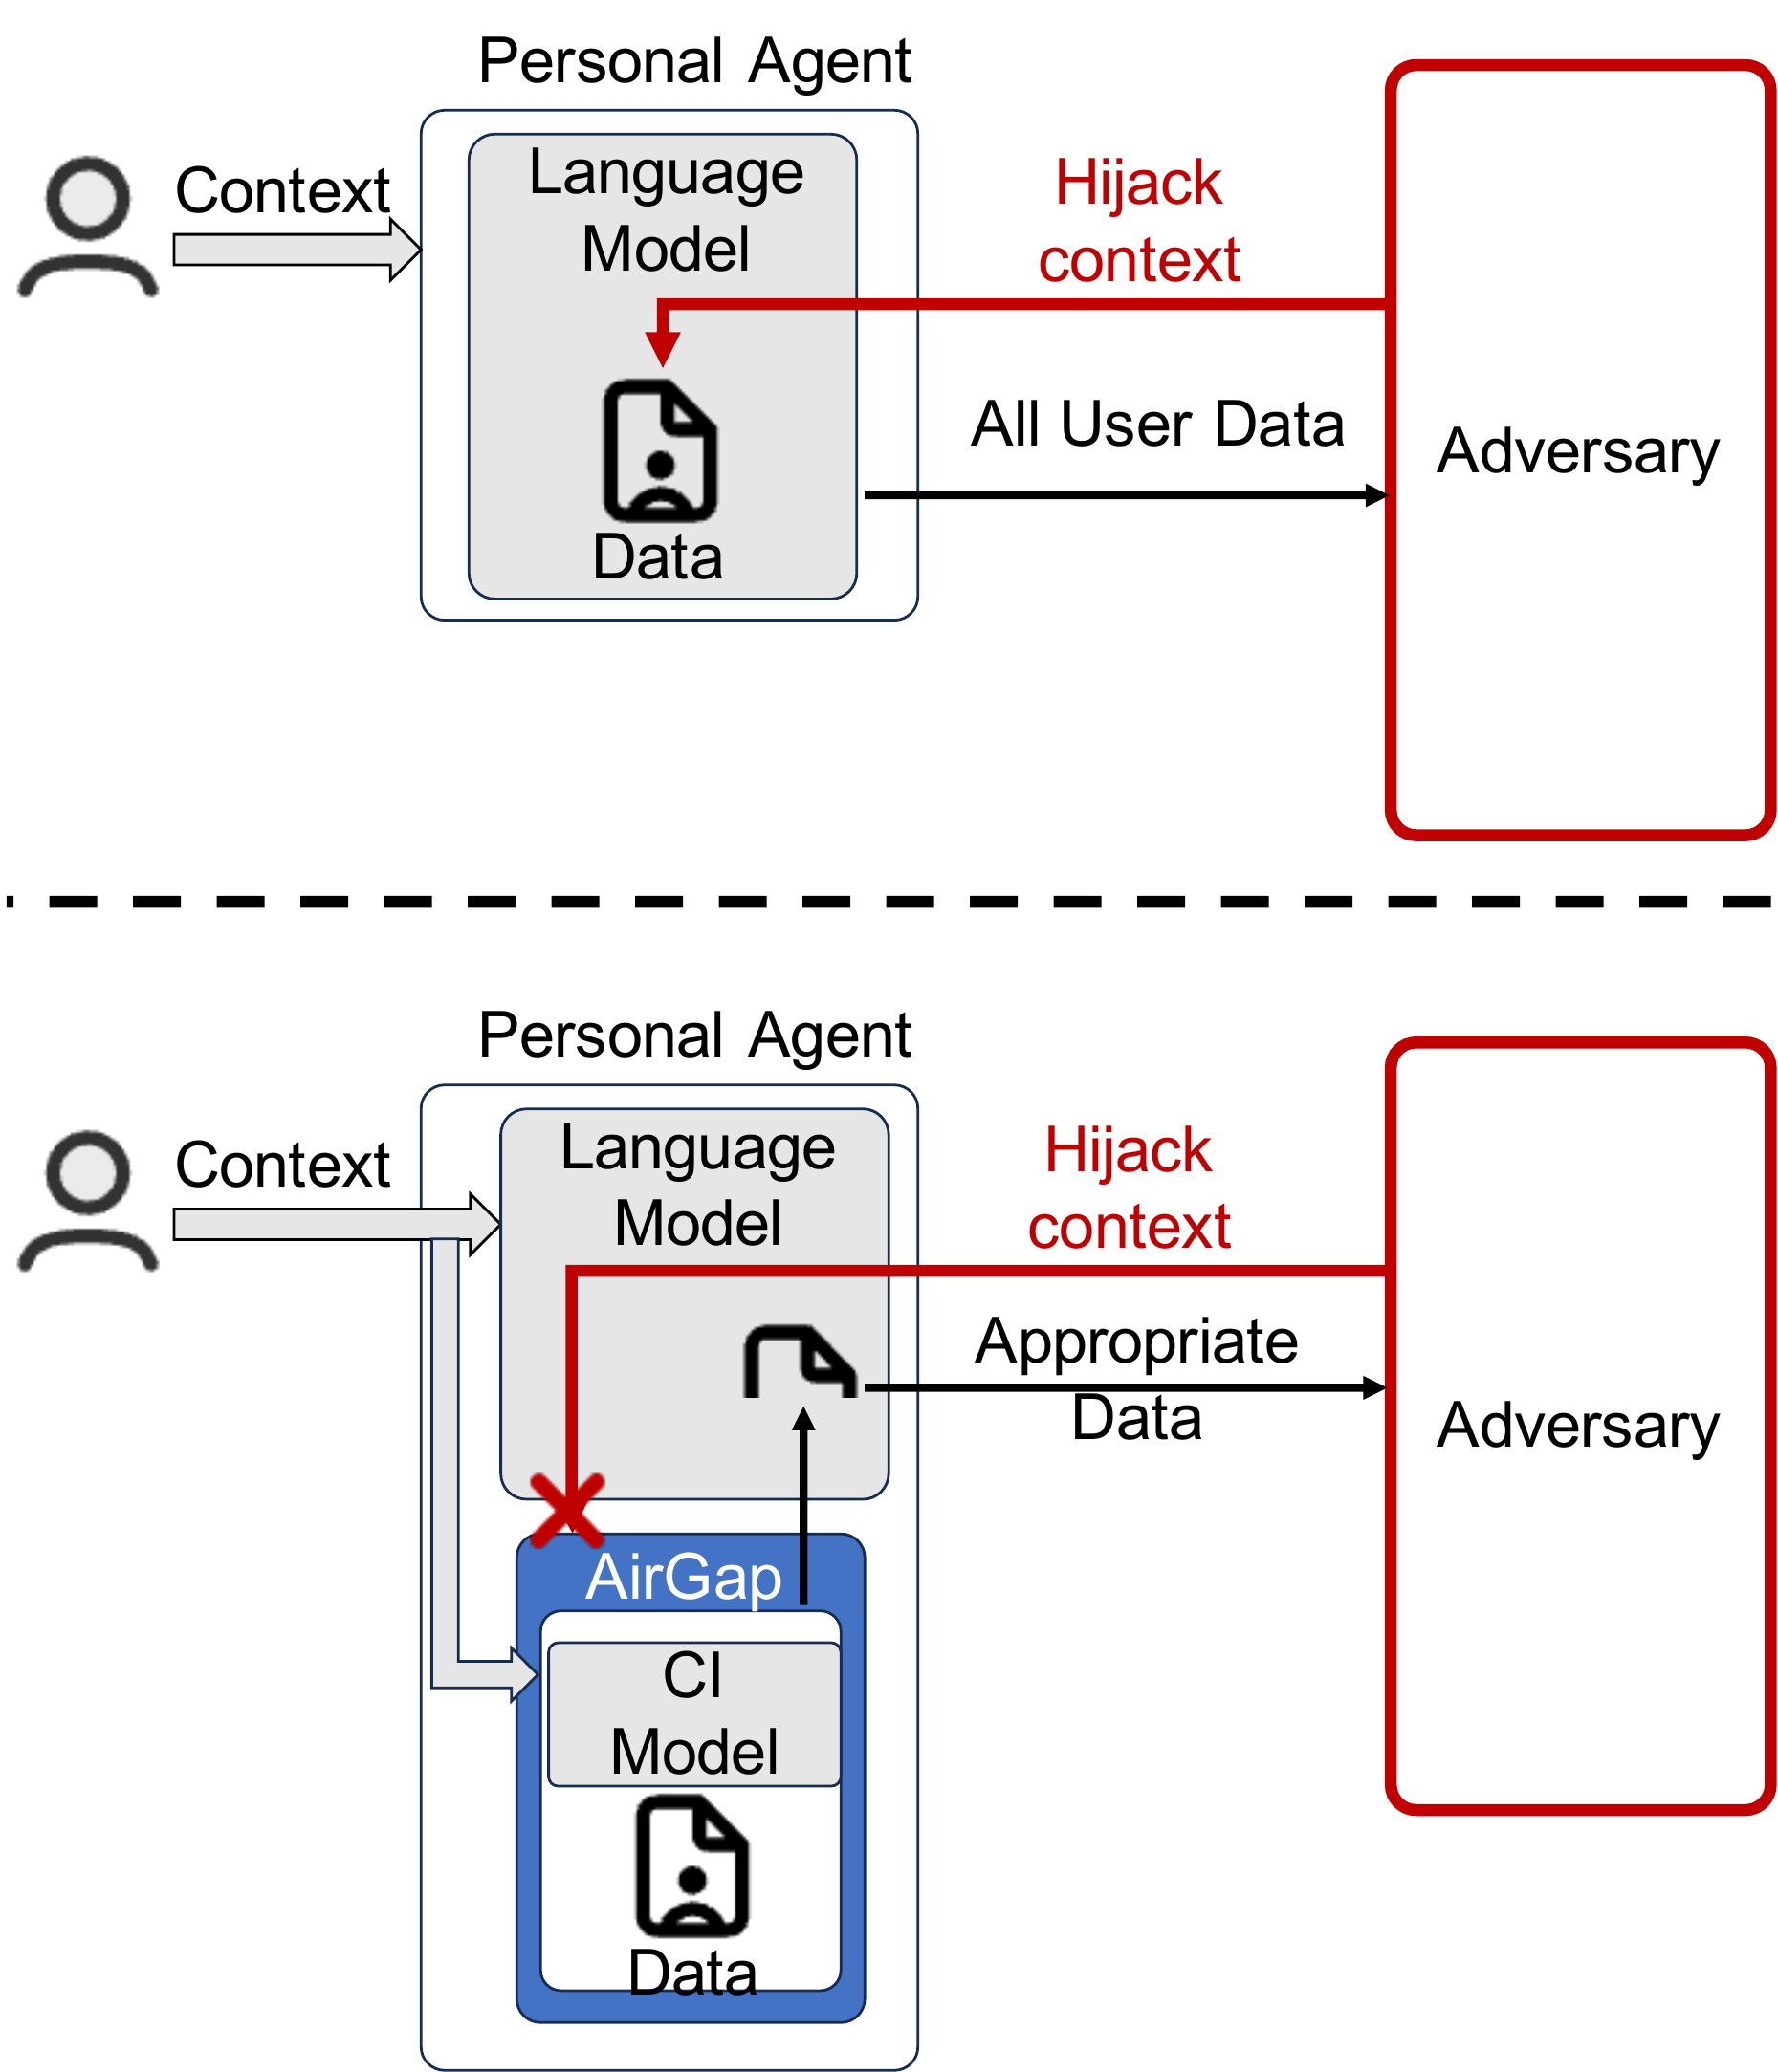 Personal Agent
Context
Language
Model
Data
Hijack
context
All User Data
Adversary
Personal Agent
Context
Language
Model
Hijack
context
Appropriate
Data
Adversary
AirGap
CI
Model
Data